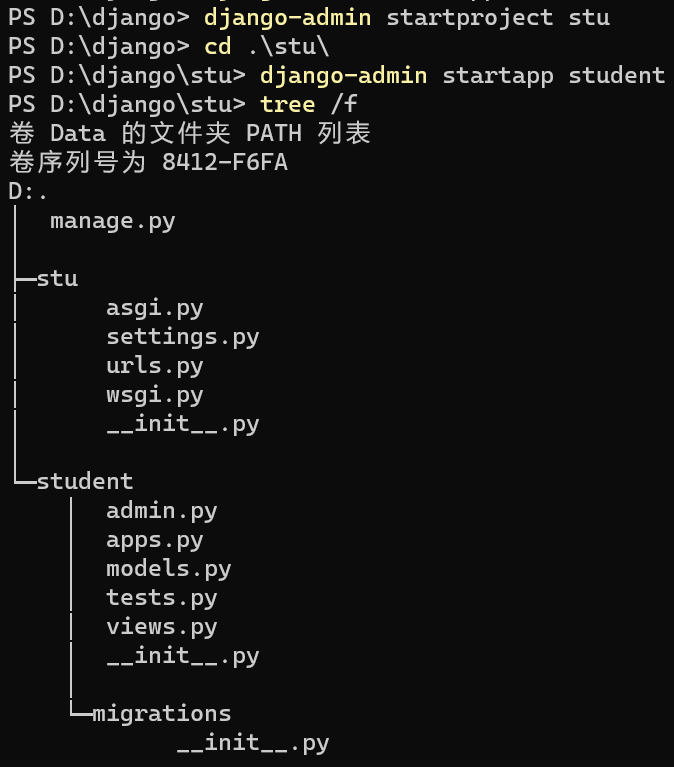 PS D:\django> django-admin startproject stu
PS D:\django> cd .\stu\
PS D:\django\stu> django-admin startapp student
PS D:\django\stu> tree /f
卷 Data 的文件夹 PATH 列表
卷序列号为 8412-F6FA
D:.
│  manage.py
│
├─stu
│      asgi.py
│      settings.py
│      urls.py
│      wsgi.py
│      __init__.py
│
└─student
    │  admin.py
    │  apps.py
    │  models.py
    │  tests.py
    │  views.py
    │  __init__.py
    │
    └─migrations
            __init__.py